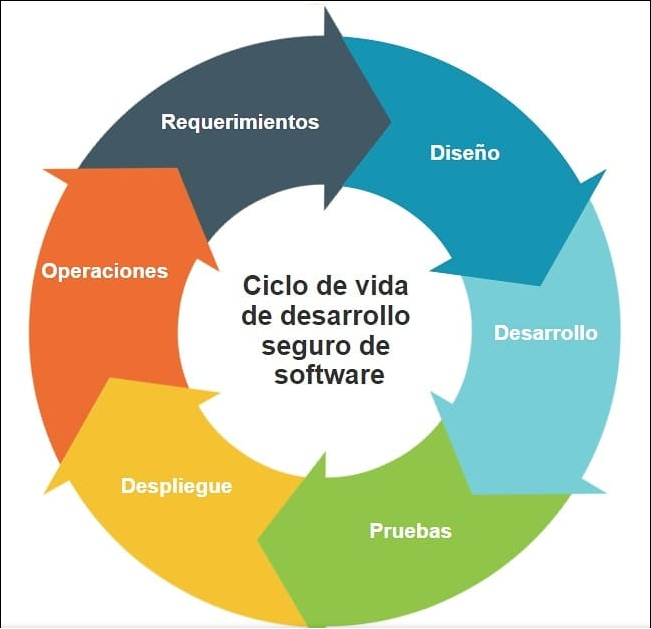 Requerimientos
Diseño
Operaciones
Ciclo de vida
de desarrollo
seguro de
software
Desarrollo
Despliegue
Pruebas